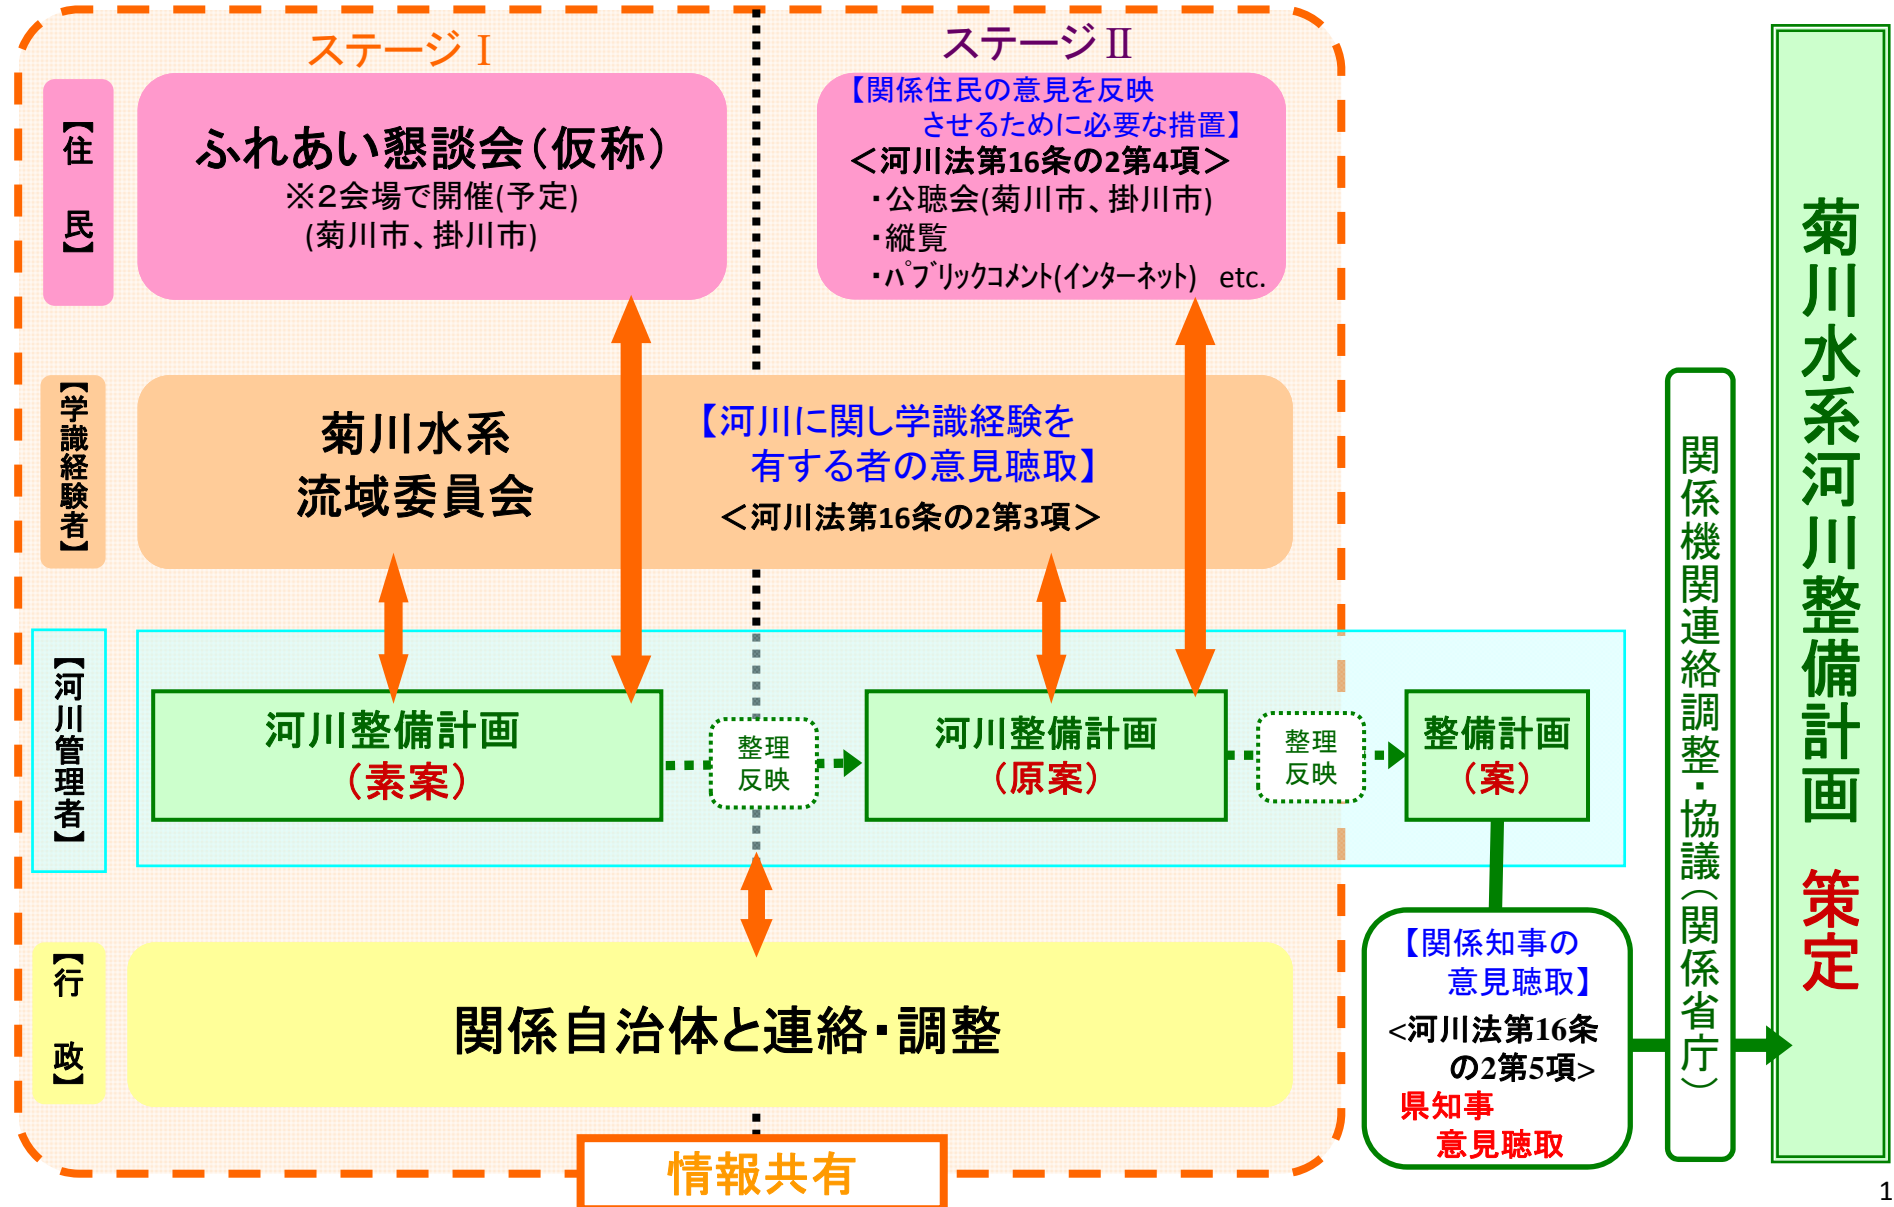 ステージⅠ
ステージⅡ
【住　民】
ふれあい懇談会（仮称）
※２会場で開催(予定)
(菊川市、掛川市)
【関係住民の意見を反映
させるために必要な措置】
＜河川法第16条の2第4項＞
・公聴会(菊川市、掛川市)
・縦覧
・ﾊﾟﾌﾞﾘｯｸｺﾒﾝﾄ(ｲﾝﾀｰﾈｯﾄ)　etc.
【学識経験者】
菊川水系
流域委員会
【河川に関し学識経験を
有する者の意見聴取】
＜河川法第16条の2第3項＞
【河川管理者】
河川整備計画
（素案）
整理
反映
河川整備計画
（原案）
整理
反映
整備計画
（案）
【行　政】
関係自治体と連絡・調整
情報共有
【関係知事の
意見聴取】
<河川法第16条
の2第5項>
県知事
意見聴取
関係機関連絡調整・協議（関係省庁）
菊川水系河川整備計画　策定
1